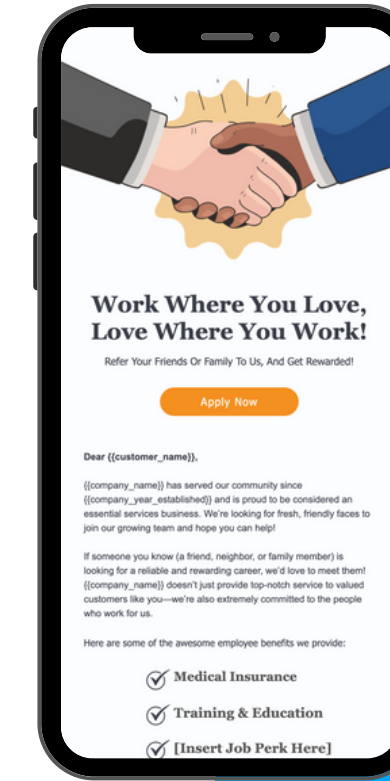 Work Where You Love,
Love Where You Work!
Refer Your Friends Or Family To Us, And Get Rewarded!
Apply Now
Dear {{customer_name}},
{{company_name}} has served our community since
{{company_year_established}} and is proud to be considered an
essential services business. We're looking for fresh, friendly faces to
join our growing team and hope you can help!
If someone you know (a friend, neighbor, or family member) is
looking for a reliable and rewarding career, we'd love to meet them!
{{company_name}} doesn't just provide top-notch service to valued
customers like you—we're also extremely committed to the people
who work for us.
Here are some of the awesome employee benefits we provide:
Medical Insurance
Training & Education
[Insert Job Perk Here]